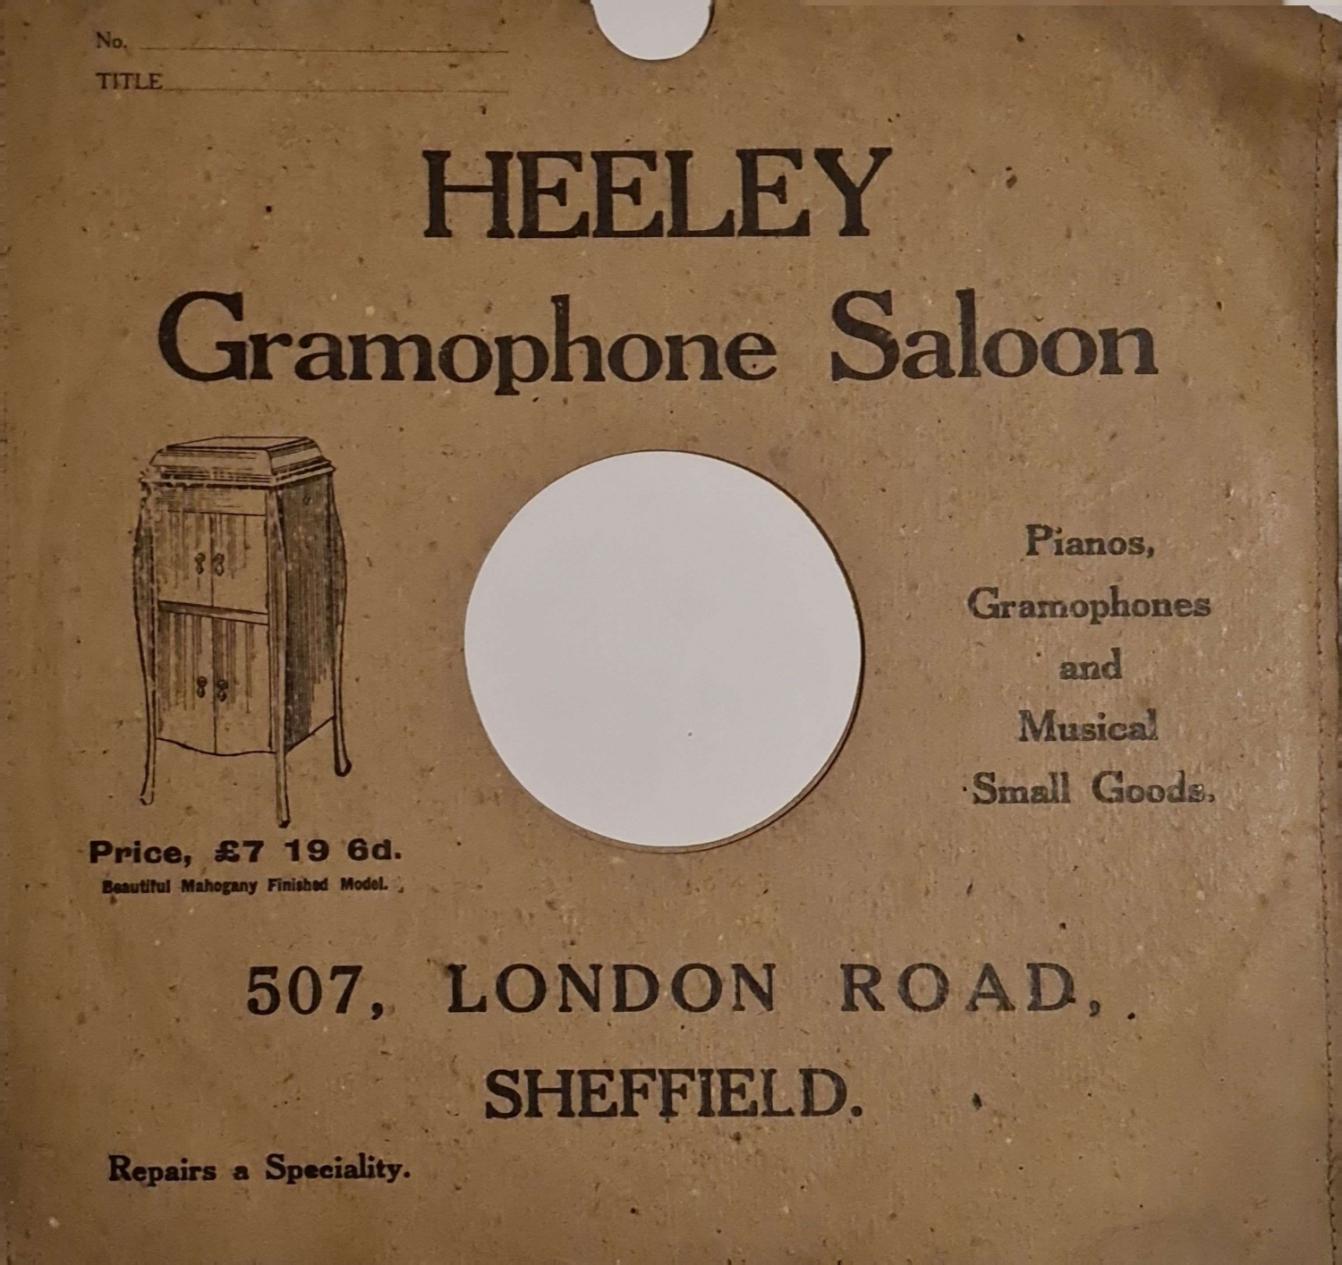 No.
TITLE
HEELEY
Gramophone Saloon
Pianos,
Gramophones
and
Musical
Small Goods.
Price, £7 19 6d.
Beautiful Mahogany Finished Model.
507, LONDON ROAD,
SHEFFIELD.
Repairs a Speciality.